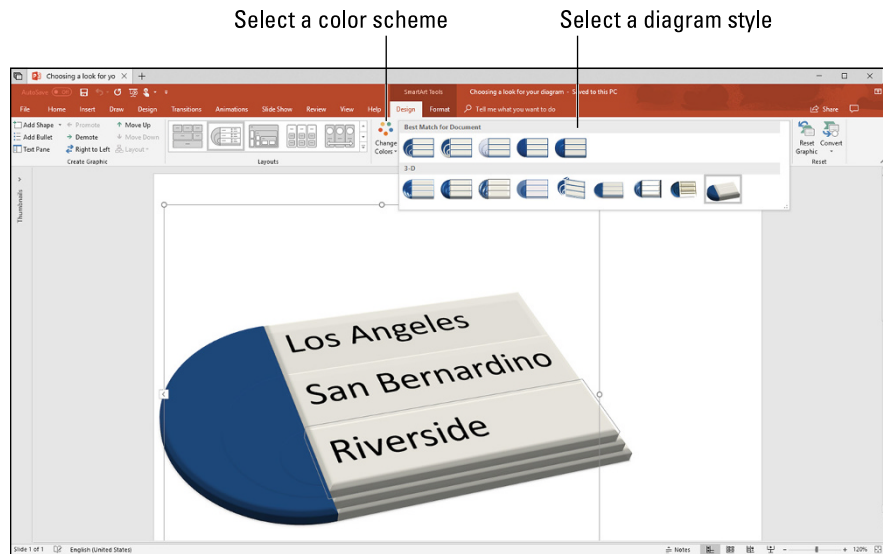 Select a color scheme Select a diagram style
Choosing a look for yo
AutoSave Off SmartArt Tools Choosing a look for your diagram - Saved to this PC
File Home Insert Draw Design Transitions Animations Slide Show Review View Help Design Format Tell me what you want to do Share
Add Shape Promote Move Up
Add Bullet Demote Move Down
Text Pane Right to Left Layout
Create Graphic
Layouts
Change
Colors
Best Match for Document
3-D
Reset Convert
Graphic
Reset
Thumbnails
Los Angeles
San Bernardino
Riverside
Slide 1 of 1 English (United States) Notes 120%